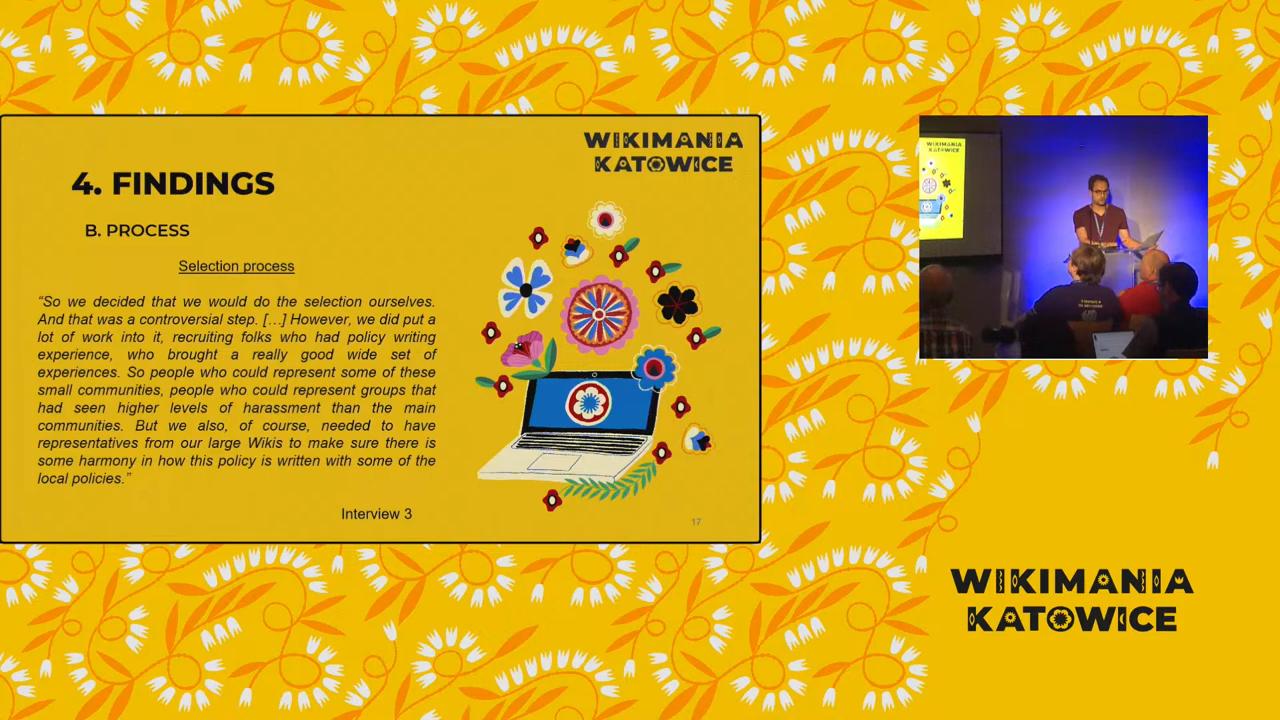 WIKIMANIA
KATOWICE
4. FINDINGS
B. PROCESS
Selection process
“So we decided that we would do the selection ourselves.
And that was a controversial step. [...] However, we did put a
lot of work into it, recruiting folks who had policy writing
experience, who brought a really good wide set of
experiences. So people who could represent some of these
small communities, people who could represent groups that
had seen higher levels of harassment than the main
communities. But we also, of course, needed to have
representatives from our large Wikis to make sure there is
some harmony in how this policy is written with some of the
local policies.”
Interview 3
17
WIKIMANIA
KATOWICE
WIKIMANIA
KATOWICE